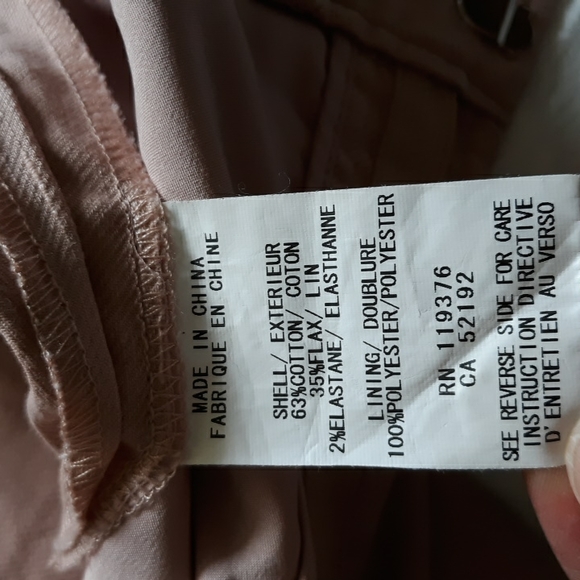 MADE IN CHINA
FABRIQUE EN CHINE
SHELL/ EXTERIEUR
63%COTTON/ COTON
35%FLAX/ LIN
2%ELASTANE/ ELASTHANNE
LINING/ DOUBLURE
100%POLYESTER/POLYESTER
RN 119376
CA 52192
SEE REVERSE SIDE FOR CARE
INSTRUCTION DIRECTIVE
D'ENTRETIEN AU VERSO